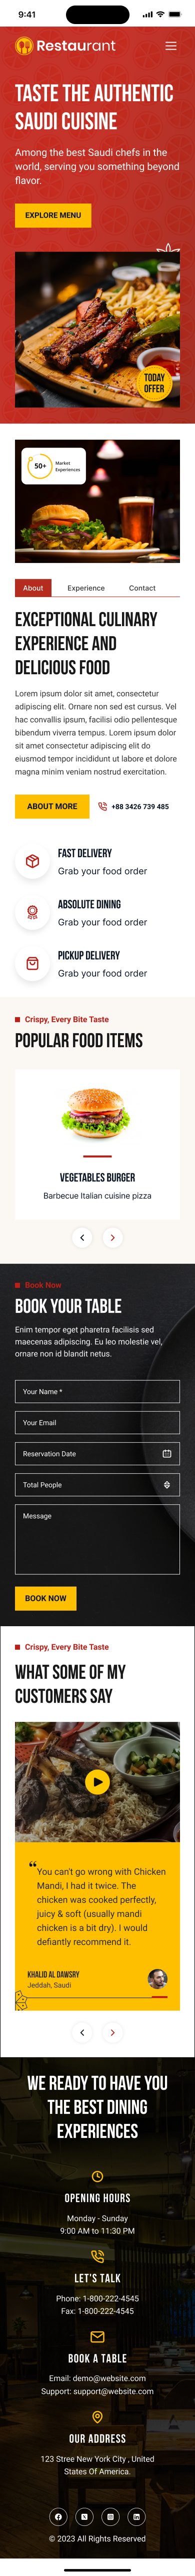 9:41
Restaurant
TASTE THE AUTHENTIC
SAUDI CUISINE
Among the best Saudi chefs in the
world, serving you something beyond
flavor.
EXPLORE MENU
TODAY
OFFER
50+
Market
Experiences
About
Experience
Contact
EXCEPTIONAL CULINARY
EXPERIENCE AND
DELICIOUS FOOD
Lorem ipsum dolor sit amet, consectetur
adipiscing elit. Ornare non sed est cursus. Vel
hac convallis ipsum, facilisi odio pellentesque
bibendum viverra tempus. Lorem ipsum dolor
sit amet consectetur adipiscing elit do
eiusmod tempor incididunt ut labore et dolore
magna minim veniam nostrud exercitation.
ABOUT MORE
+88 3426 739 485
FAST DELIVERY
Grab your food order
ABSOLUTE DINING
Grab your food order
PICKUP DELIVERY
Grab your food order
Crispy, Every Bite Taste
POPULAR FOOD ITEMS
VEGETABLES BURGER
Barbecue Italian cuisine pizza
Book Now
BOOK YOUR TABLE
Enim tempor eget pharetra facilisis sed
maecenas adipiscing. Eu leo molestie vel,
ornare non id blandit netus.
Your Name *
Your Email
Reservation Date
Total People
Message
BOOK NOW
Crispy, Every Bite Taste
WHAT SOME OF MY
CUSTOMERS SAY
“ You can't go wrong with Chicken
Mandi, I had it twice. The
chicken was cooked perfectly,
juicy & soft (usually mandi
chicken is a bit dry). I would
defiantly recommend it.
KHALID AL DAWSRY
Jeddah, Saudi
WE READY TO HAVE YOU
THE BEST DINING
EXPERIENCES
OPENING HOURS
Monday - Sunday
9:00 AM to 11:30 PM
LET'S TALK
Phone: 1-800-222-4545
Fax: 1-800-222-4545
BOOK A TABLE
Email: demo@website.com
Support: support@website.com
OUR ADDRESS
123 Stree New York City , United
States Of America.
© 2023 All Rights Reserved